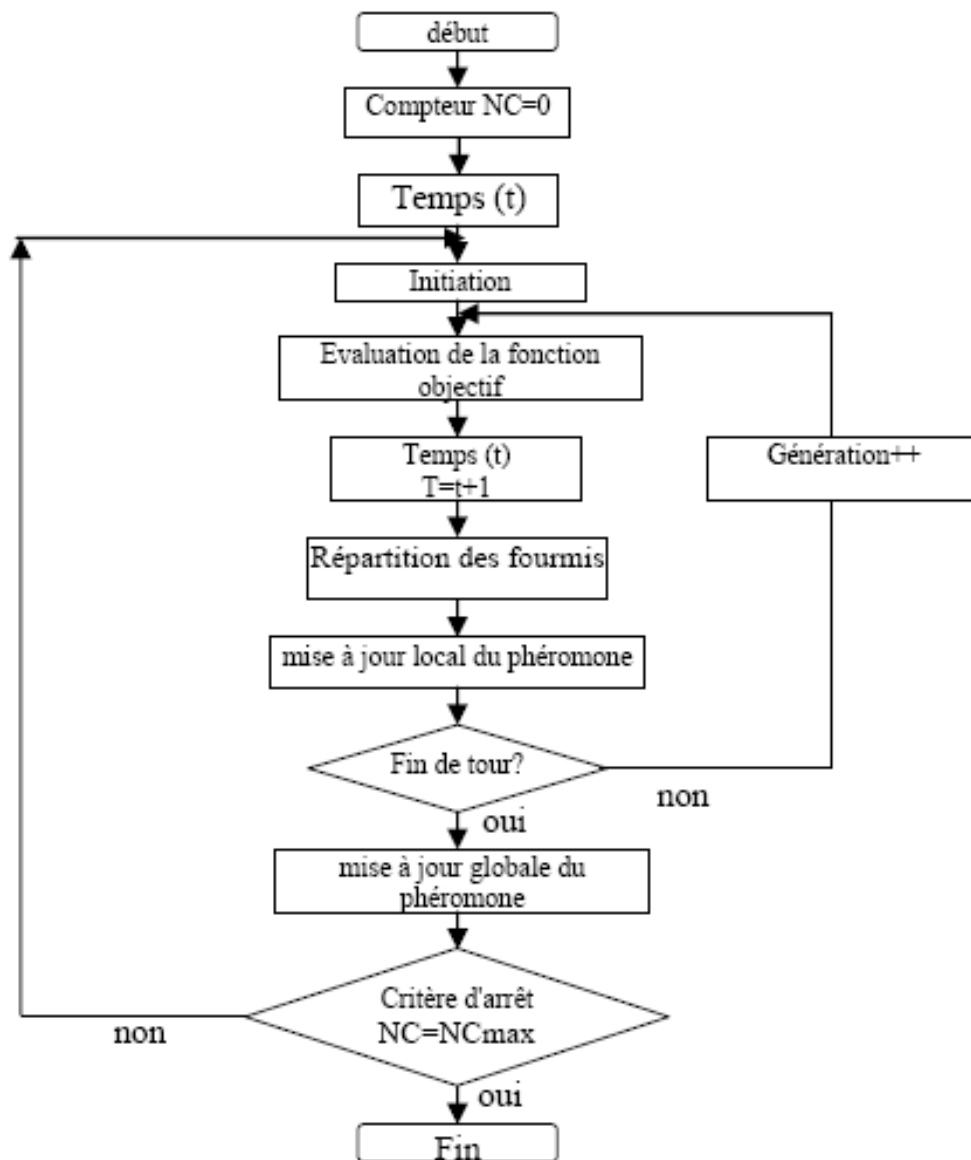 début
Compteur NC=0
Temps (t)
Initiation
Evaluation de la fonction
objectif
Temps (t)
T=t+1
Génération++
Répartition des fourmis
mise à jour local du phéromone
Fin de tour?
non
oui
mise à jour globale du
phéromone
Critère d'arrêt
NC=NCmax
non
oui
Fin